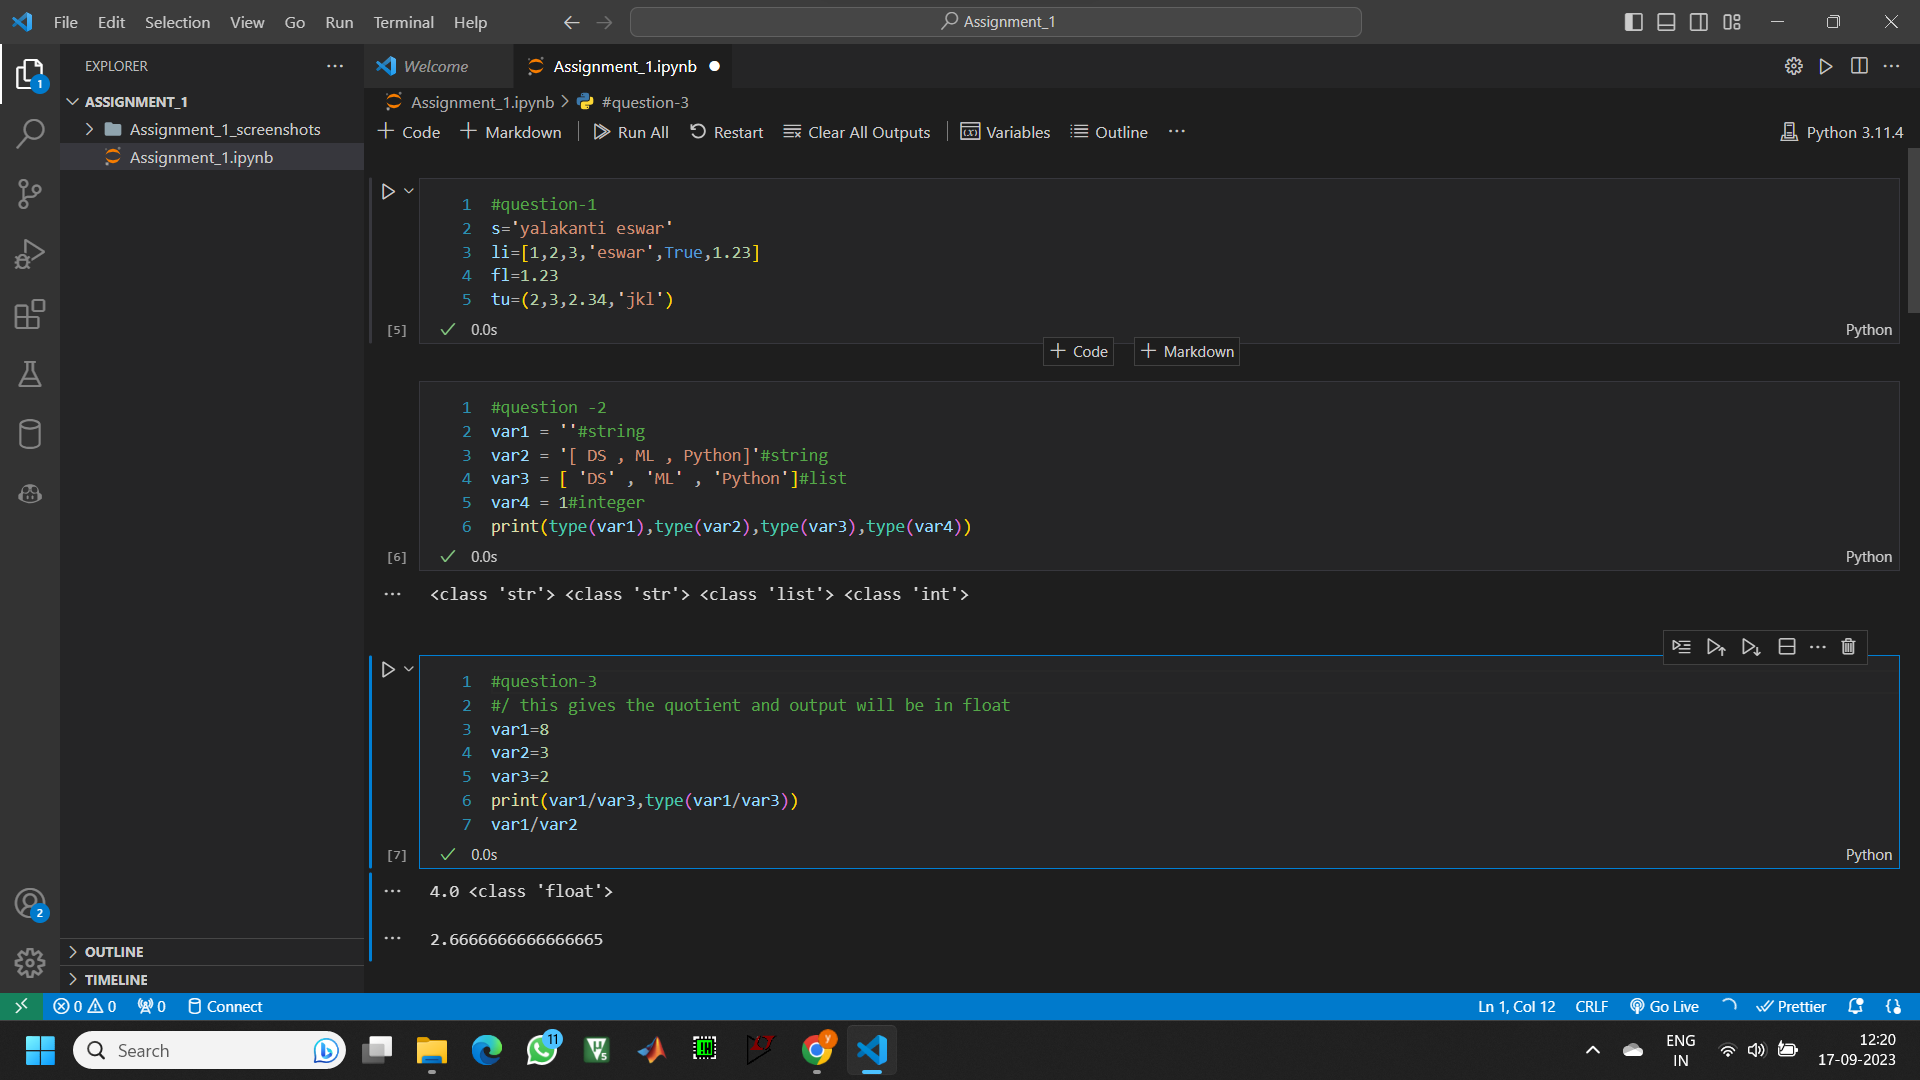 File Edit Selection View Go Run Terminal Help
Assignment_1
EXPLORER
Welcome
Assignment_1.ipynb
1
ASSIGNMENT_1
Assignment_1_screenshots
Assignment_1.ipynb
Assignment_1.ipynb > #question-3
+ Code + Markdown Run All Restart Clear All Outputs Variables Outline ...
Python 3.11.4
1 #question-1
2 s='yalakanti eswar'
3 li=[1,2,3,'eswar',True,1.23]
4 fl=1.23
5 tu=(2,3,2.34,'jkl')
[5] 0.0s Python
+ Code + Markdown
1 #question -2
2 var1 = ''#string
3 var2 = '[ DS , ML , Python]'#string
4 var3 = [ 'DS' , 'ML' , 'Python']#list
5 var4 = 1#integer
6 print(type(var1),type(var2),type(var3),type(var4))
[6] 0.0s Python
... <class 'str'> <class 'str'> <class 'list'> <class 'int'>
1 #question-3
2 #/ this gives the quotient and output will be in float
3 var1=8
4 var2=3
5 var3=2
6 print(var1/var3,type(var1/var3))
7 var1/var2
[7] 0.0s Python
... 4.0 <class 'float'>
... 2.6666666666666665
2
OUTLINE
TIMELINE
0 0 0 Connect
Ln 1, Col 12 CRLF Go Live Prettier
Search
11
y
ENG
IN
12:20
17-09-2023